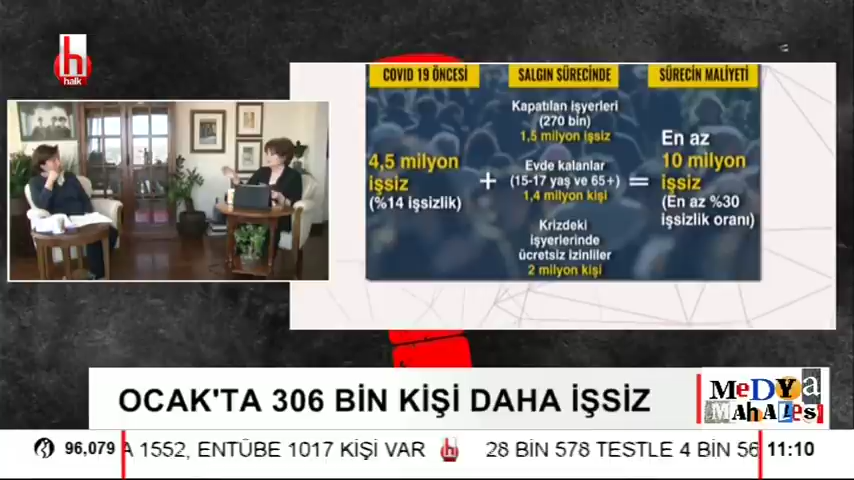 h
halk
COVID 19 ÖNCESİ
4,5 milyon
işsiz
(%14 işsizlik)
+
SALGIN SÜRECİNDE
Kapatılan işyerleri
(270 bin)
1,5 milyon işsiz
Evde kalanlar
(15-17 yaş ve 65+)
1,4 milyon kişi
Krizdeki
işyerlerinde
ücretsiz izinliler
2 milyon kişi
=
SÜRECİN MALİYETİ
En az
10 milyon
işsiz
(En az %30
işsizlik oranı)
OCAK'TA 306 BİN KİŞİ DAHA İŞSİZ
MeDYa
MaHALLesİ
96,079
A 1552, ENTÜBE 1017 KİŞİ VAR h 28 BİN 578 TESTLE 4 BİN 56
11:10